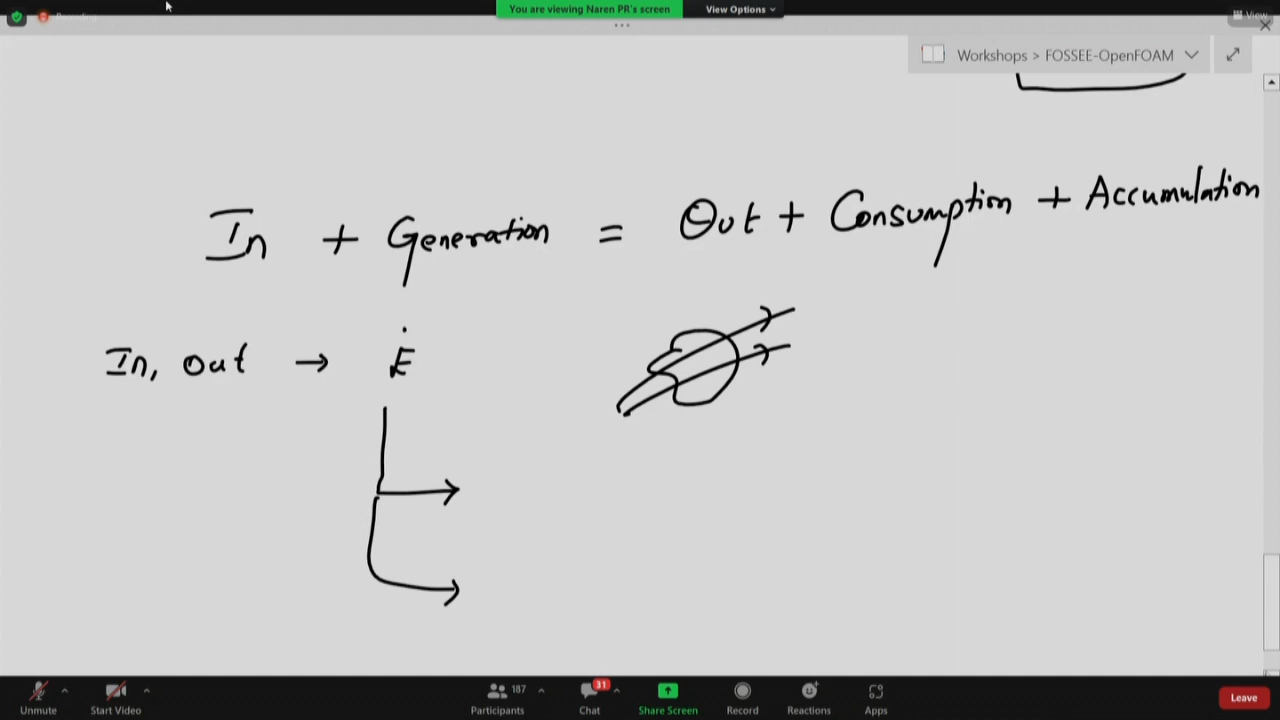 You are viewing Naren PR's screen View Options
View
Workshops > FOSSEE-OpenFOAM
In + Generation = Out + Consumption + Accumulation
In, out → Ė
187 31
Unmute Start Video Participants Chat Share Screen Record Reactions Apps Leave